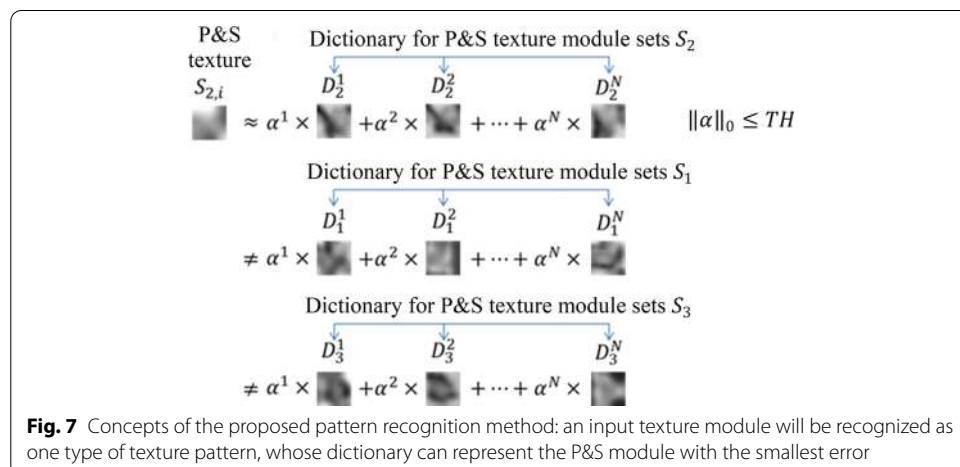 P&S
texture
S₂,ᵢ
Dictionary for P&S texture module sets S₂
D₂¹ D₂² D₂ᴺ
≈ α¹ × +α² × + ⋯ + αᴺ × ‖α‖₀ ≤ TH
Dictionary for P&S texture module sets S₁
D₁¹ D₁² D₁ᴺ
≠ α¹ × +α² × + ⋯ + αᴺ ×
Dictionary for P&S texture module sets S₃
D₃¹ D₃² D₃ᴺ
≠ α¹ × +α² × + ⋯ + αᴺ ×
Fig. 7 Concepts of the proposed pattern recognition method: an input texture module will be recognized as
one type of texture pattern, whose dictionary can represent the P&S module with the smallest error